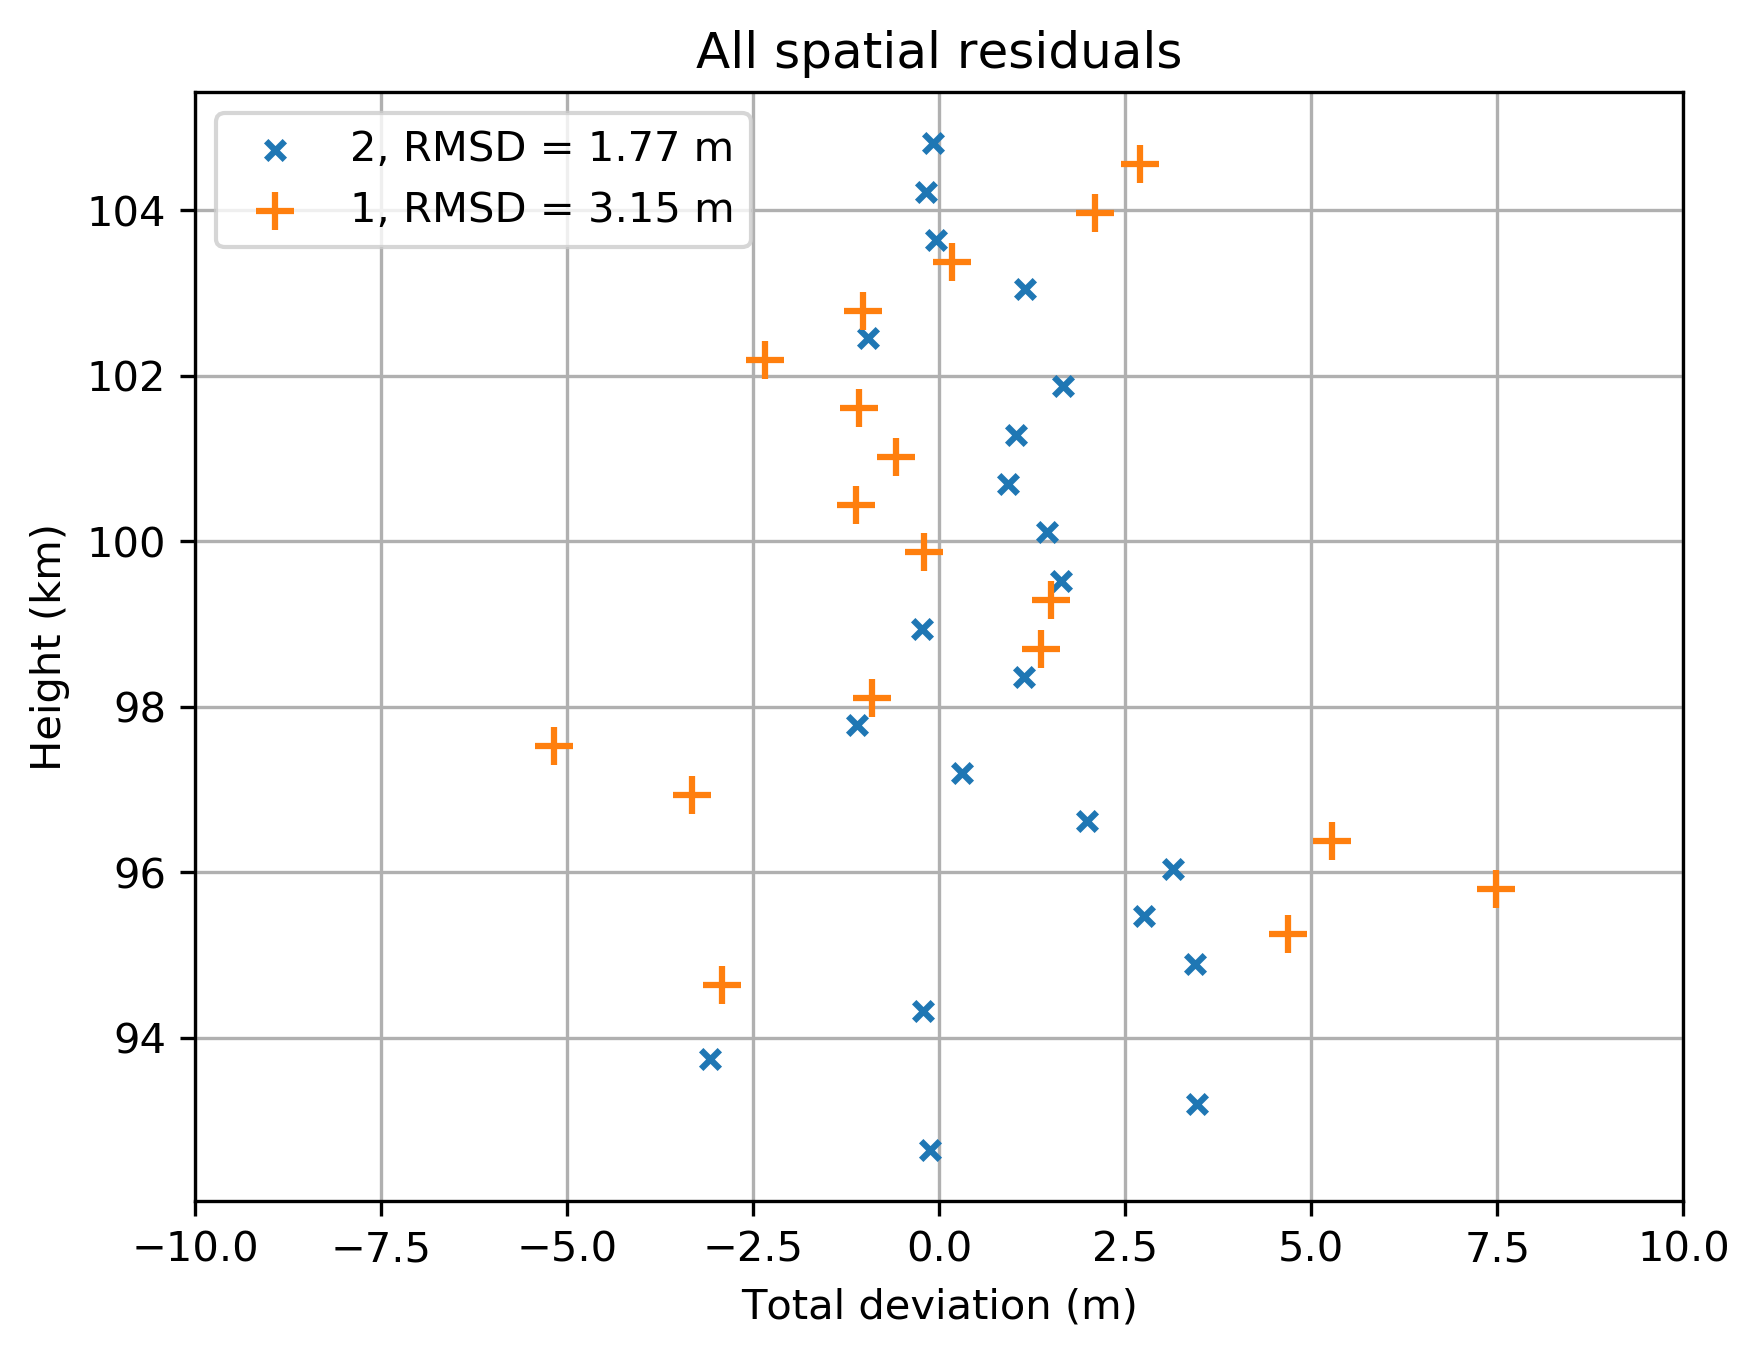 All spatial residuals
2, RMSD = 1.77 m
1, RMSD = 3.15 m
104
102
100
98
96
94
Height (km)
−10.0 −7.5 −5.0 −2.5 0.0 2.5 5.0 7.5 10.0
Total deviation (m)